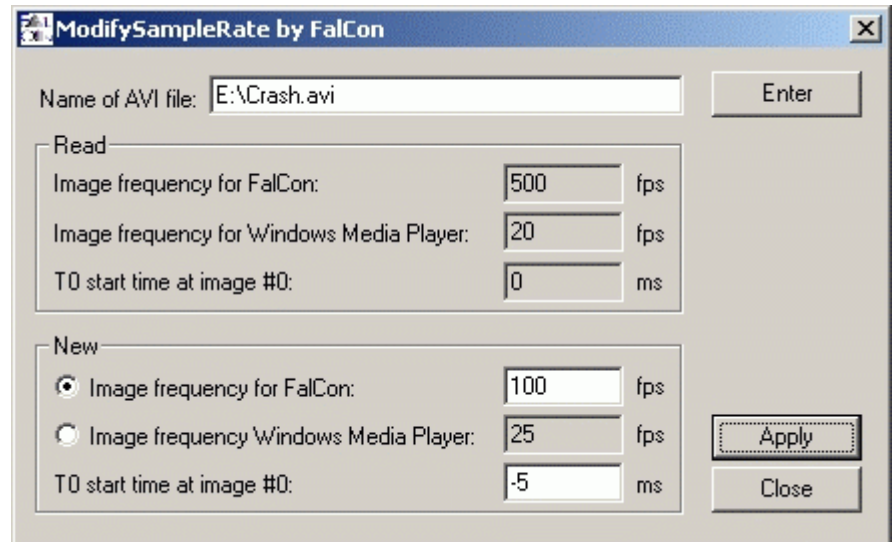 ModifySampleRate by FalCon
Name of AVI file: E:\Crash.avi Enter
Read
Image frequency for FalCon: 500 fps
Image frequency for Windows Media Player: 20 fps
T0 start time at image #0: 0 ms
New
Image frequency for FalCon: 100 fps
Image frequency Windows Media Player: 25 fps
Apply
T0 start time at image #0: -5 ms
Close